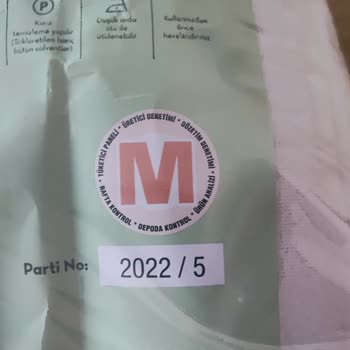 P
Kuru
temizleme yapılır
(Trikloretilen hariç
bütün solventler)
Düşük ısıda
ütü ile
ütülenebilir
Kullanmadan
önce
havalandırınız
TÜKETİCİ PANELİ • ÜRETİCİ DENETİMİ • GÖZETİM DENETİMİ • ÜRÜN ANALİZİ • DEPODA KONTROL • RAFTA KONTROL
M
Parti No: 2022 / 5